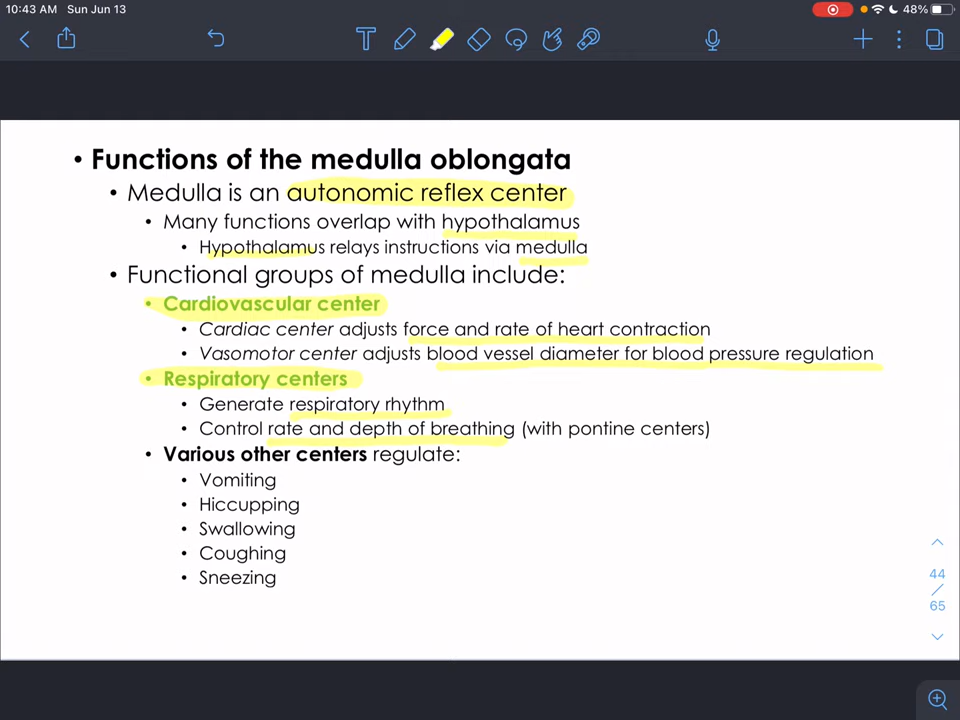 10:43 AM Sun Jun 13
48%
• Functions of the medulla oblongata
• Medulla is an autonomic reflex center
• Many functions overlap with hypothalamus
• Hypothalamus relays instructions via medulla
• Functional groups of medulla include:
• Cardiovascular center
• Cardiac center adjusts force and rate of heart contraction
• Vasomotor center adjusts blood vessel diameter for blood pressure regulation
• Respiratory centers
• Generate respiratory rhythm
• Control rate and depth of breathing (with pontine centers)
• Various other centers regulate:
• Vomiting
• Hiccupping
• Swallowing
• Coughing
• Sneezing
44
/
65